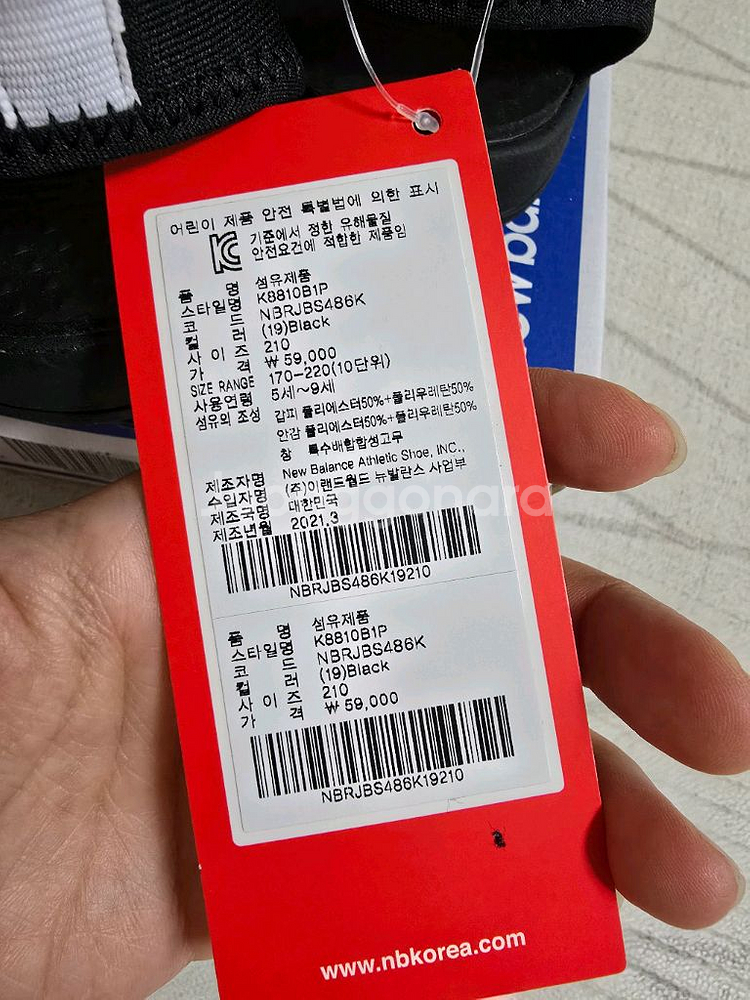 어린이 제품 안전 특별법에 의한 표시
KC 기준에서 정한 유해물질
안전요건에 적합한 제품임
품 명 섬유제품
스타일명 K8810B1P
코 드 NBRJBS486K
컬 러 (19)Black
사 이 즈 210
가 격 ₩ 59,000
SIZE RANGE 170-220(10단위)
사용연령 5세~9세
섬유의 조성 갑피 폴리에스터50%+폴리우레탄50%
안감 폴리에스터50%+폴리우레탄50%
창 특수배합합성고무
제조자명 New Balance Athletic Shoe, INC.,
수입자명 (주)이랜드월드 뉴발란스 사업부
제조국명 대한민국
제조년월 2021.3
NBRJBS486K19210
품 명 섬유제품
스타일명 K8810B1P
코 드 NBRJBS486K
컬 러 (19)Black
사 이 즈 210
가 격 ₩ 59,000
NBRJBS486K19210
www.nbkorea.com